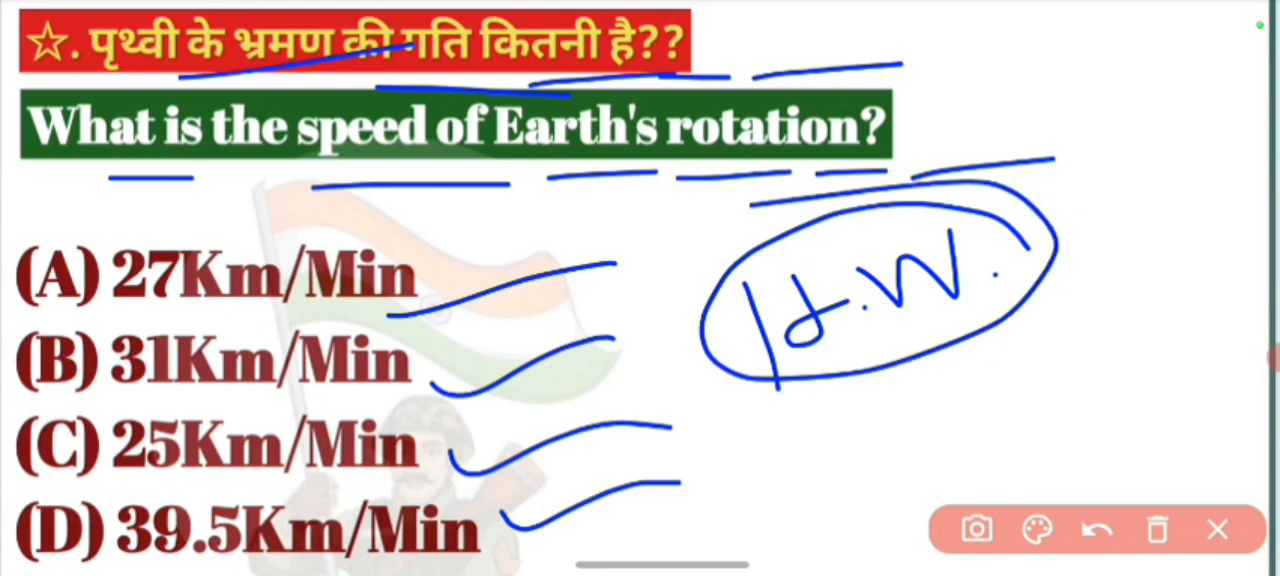 ☆. पृथ्वी के भ्रमण की गति कितनी है??
What is the speed of Earth's rotation?
H.W.
(A) 27Km/Min
(B) 31Km/Min
(C) 25Km/Min
(D) 39.5Km/Min